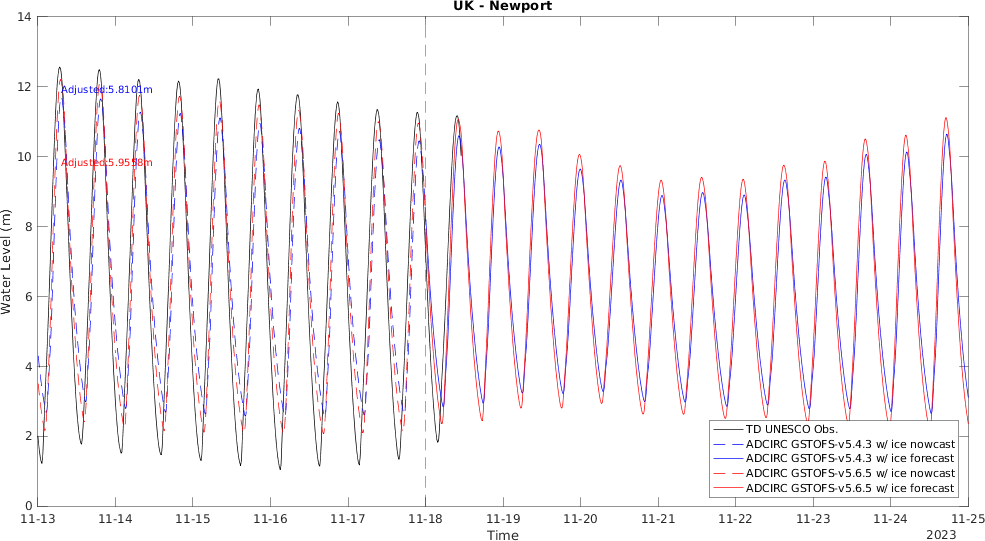 UK - Newport
14
12
10
8
6
4
2
0
Water Level (m)
Adjusted:5.8101m
Adjusted:5.9558m
TD UNESCO Obs.
ADCIRC GSTOFS-v5.4.3 w/ ice nowcast
ADCIRC GSTOFS-v5.4.3 w/ ice forecast
ADCIRC GSTOFS-v5.6.5 w/ ice nowcast
ADCIRC GSTOFS-v5.6.5 w/ ice forecast
11-13 11-14 11-15 11-16 11-17 11-18 11-19 11-20 11-21 11-22 11-23 11-24 11-25
Time
2023